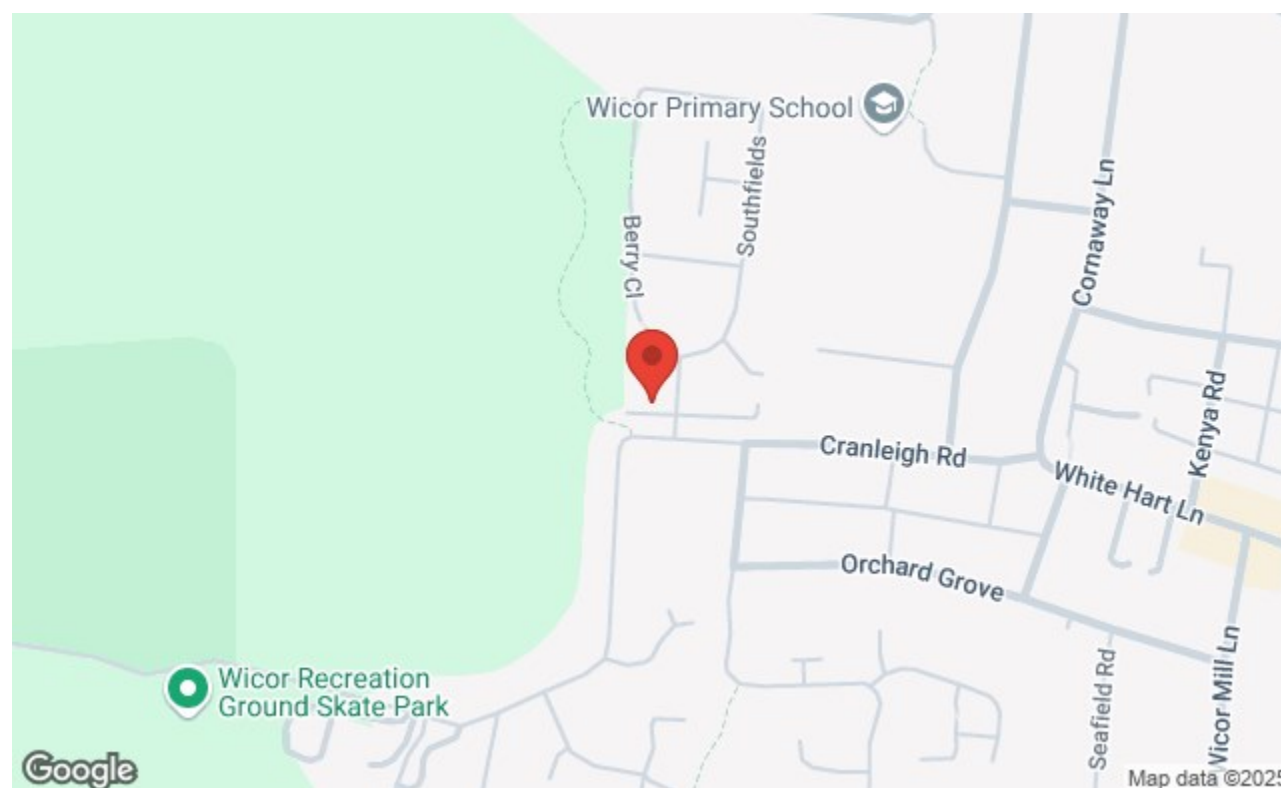 Wicor Primary School
Southfields
Cornaway Ln
Berry Cl
Kenya Rd
Cranleigh Rd
White Hart Ln
Orchard Grove
Wicor Recreation
Ground Skate Park
Seafield Rd
Wicor Mill Ln
Google
Map data ©2025